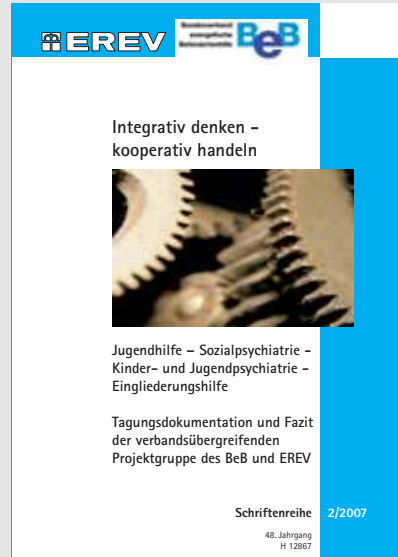 EREV
Bundesverband
evangelische
Behindertenhilfe
BeB
Integrativ denken –
kooperativ handeln
Jugendhilfe – Sozialpsychiatrie –
Kinder- und Jugendpsychiatrie –
Eingliederungshilfe
Tagungsdokumentation und Fazit
der verbandsübergreifenden
Projektgruppe des BeB und EREV
Schriftenreihe 2/2007
48. Jahrgang
H 12867